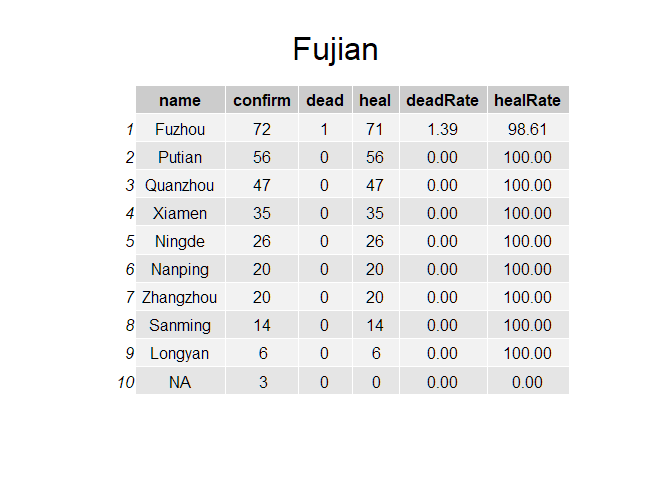 Fujian
name confirm dead heal deadRate healRate
1 Fuzhou 72 1 71 1.39 98.61
2 Putian 56 0 56 0.00 100.00
3 Quanzhou 47 0 47 0.00 100.00
4 Xiamen 35 0 35 0.00 100.00
5 Ningde 26 0 26 0.00 100.00
6 Nanping 20 0 20 0.00 100.00
7 Zhangzhou 20 0 20 0.00 100.00
8 Sanming 14 0 14 0.00 100.00
9 Longyan 6 0 6 0.00 100.00
10 NA 3 0 0 0.00 0.00